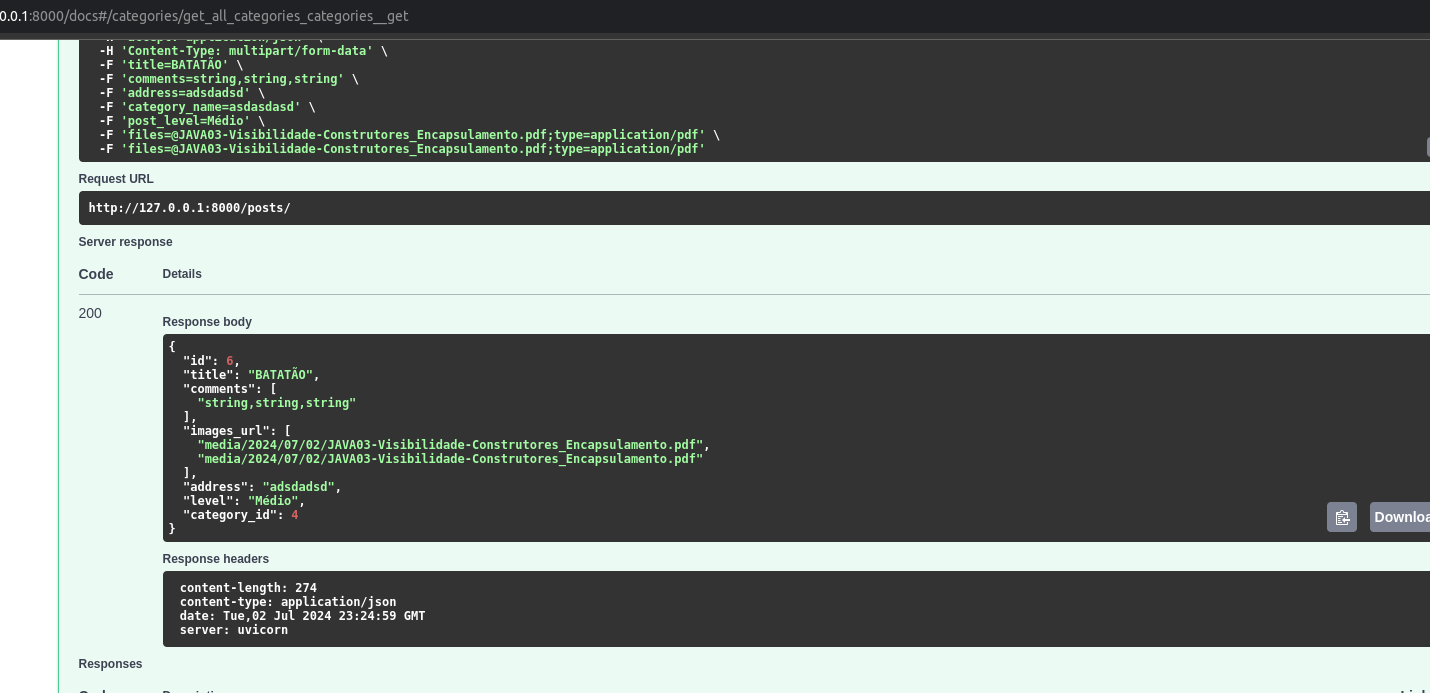 0.0.1:8000/docs#/categories/get_all_categories_categories__get
-H 'Content-Type: multipart/form-data' \
-F 'title=BATATÃO' \
-F 'comments=string,string,string' \
-F 'address=adsdadsd' \
-F 'category_name=asdasdasd' \
-F 'post_level=Médio' \
-F 'files=@JAVA03-Visibilidade-Construtores_Encapsulamento.pdf;type=application/pdf' \
-F 'files=@JAVA03-Visibilidade-Construtores_Encapsulamento.pdf;type=application/pdf'
Request URL
http://127.0.0.1:8000/posts/
Server response
Code Details
200
Response body
{
"id": 6,
"title": "BATATÃO",
"comments": [
"string,string,string"
],
"images_url": [
"media/2024/07/02/JAVA03-Visibilidade-Construtores_Encapsulamento.pdf",
"media/2024/07/02/JAVA03-Visibilidade-Construtores_Encapsulamento.pdf"
],
"address": "adsdadsd",
"level": "Médio",
"category_id": 4
}
Downloa
Response headers
content-length: 274
content-type: application/json
date: Tue,02 Jul 2024 23:24:59 GMT
server: uvicorn
Responses